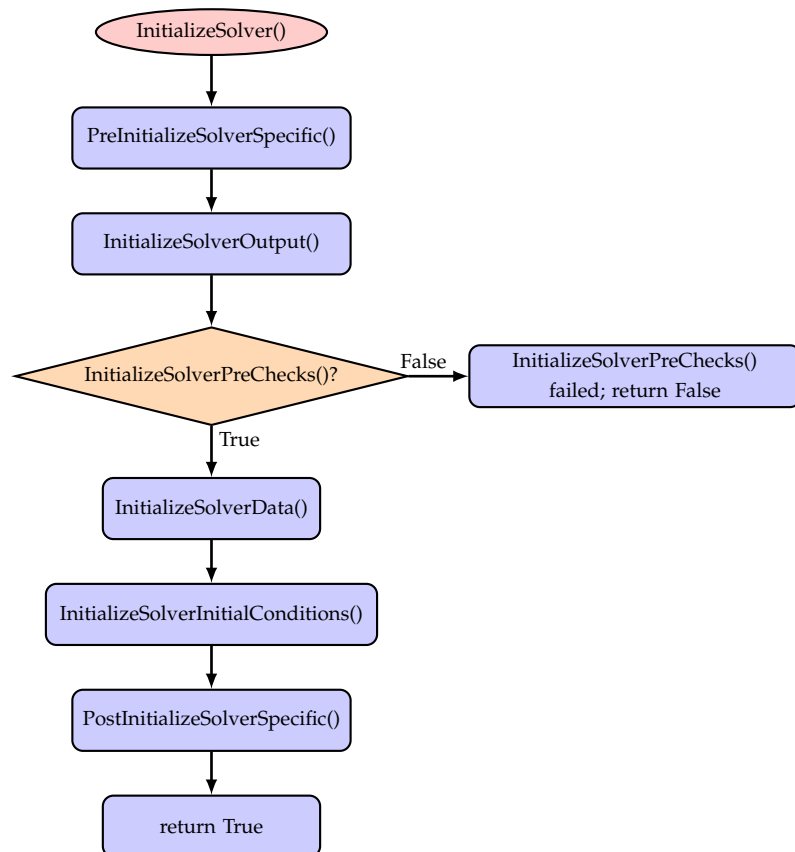 InitializeSolver()
PreInitializeSolverSpecific()
InitializeSolverOutput()
InitializeSolverPreChecks()?
False
InitializeSolverPreChecks()
failed; return False
True
InitializeSolverData()
InitializeSolverInitialConditions()
PostInitializeSolverSpecific()
return True